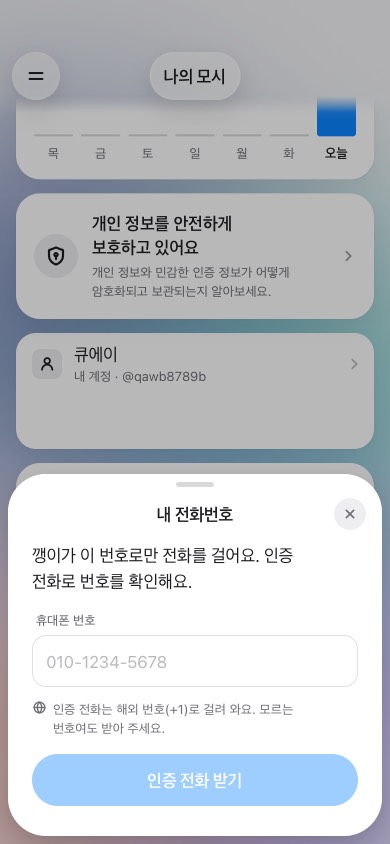 나의 모시
목 금 토 일 월 화 오늘
개인 정보를 안전하게
보호하고 있어요
개인 정보와 민감한 인증 정보가 어떻게
암호화되고 보관되는지 알아보세요.
큐에이
내 계정 · @qawb8789b
내 전화번호
깽이가 이 번호로만 전화를 걸어요. 인증
전화로 번호를 확인해요.
휴대폰 번호
010-1234-5678
인증 전화는 해외 번호(+1)로 걸려 와요. 모르는
번호여도 받아 주세요.
인증 전화 받기